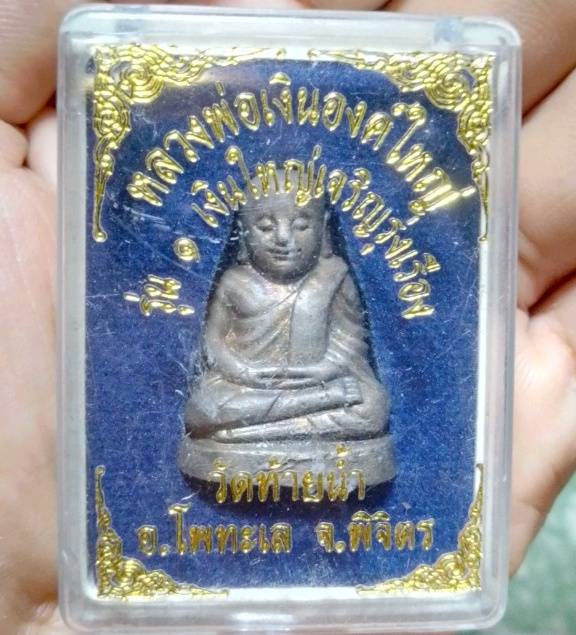 หลวงพ่อเงินองค์ใหญ่
รุ่น ๑ เงินใหญ่เจริญรุ่งเรือง
วัดท้ายน้ำ
อ.โพทะเล จ.พิจิตร